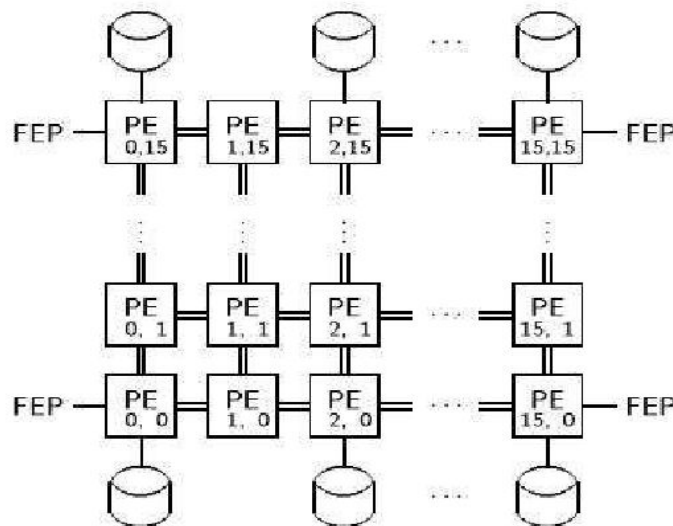 ...
FEP PE PE PE ... PE FEP
0,15 1,15 2,15 15,15
PE PE PE ... PE
0, 1 1, 1 2, 1 15, 1
FEP PE PE PE ... PE FEP
0, 0 1, 0 2, 0 15, 0
...